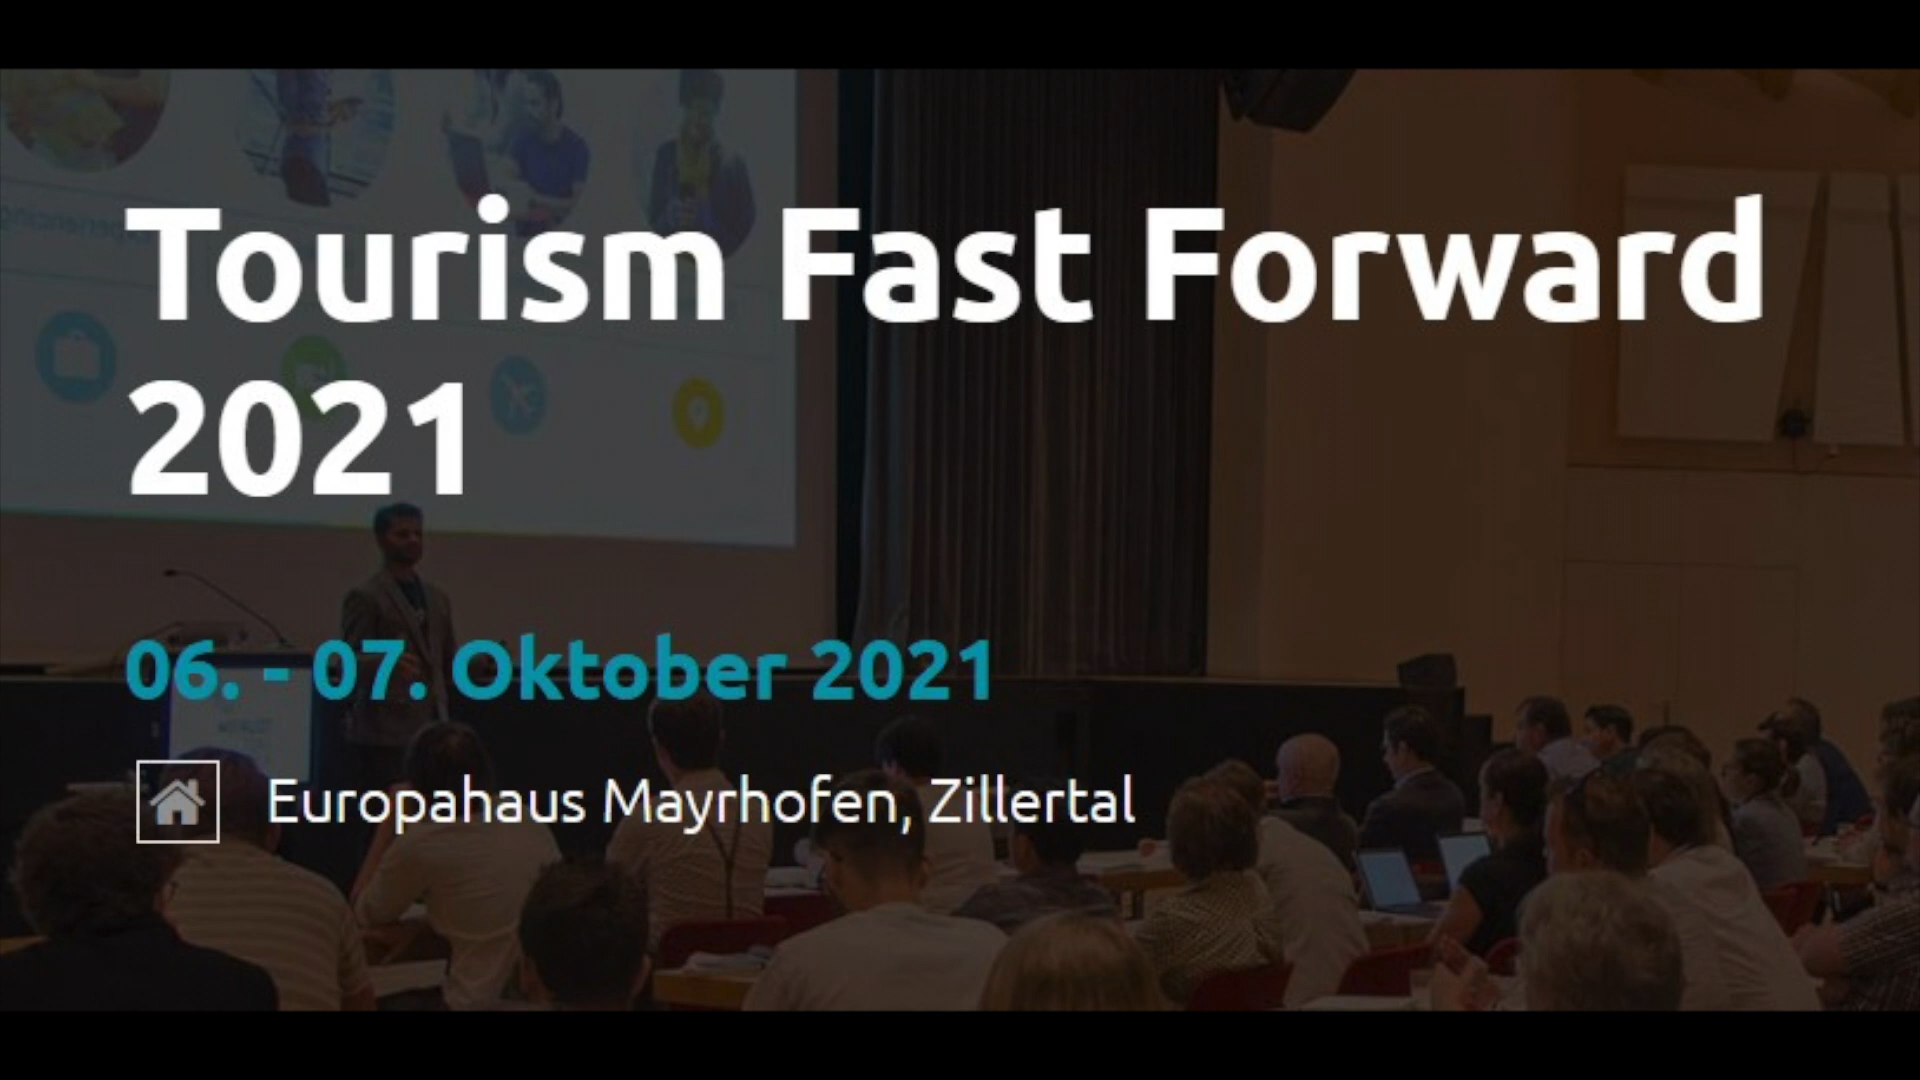 Tourism Fast Forward
2021
06. - 07. Oktober 2021
Europahaus Mayrhofen, Zillertal